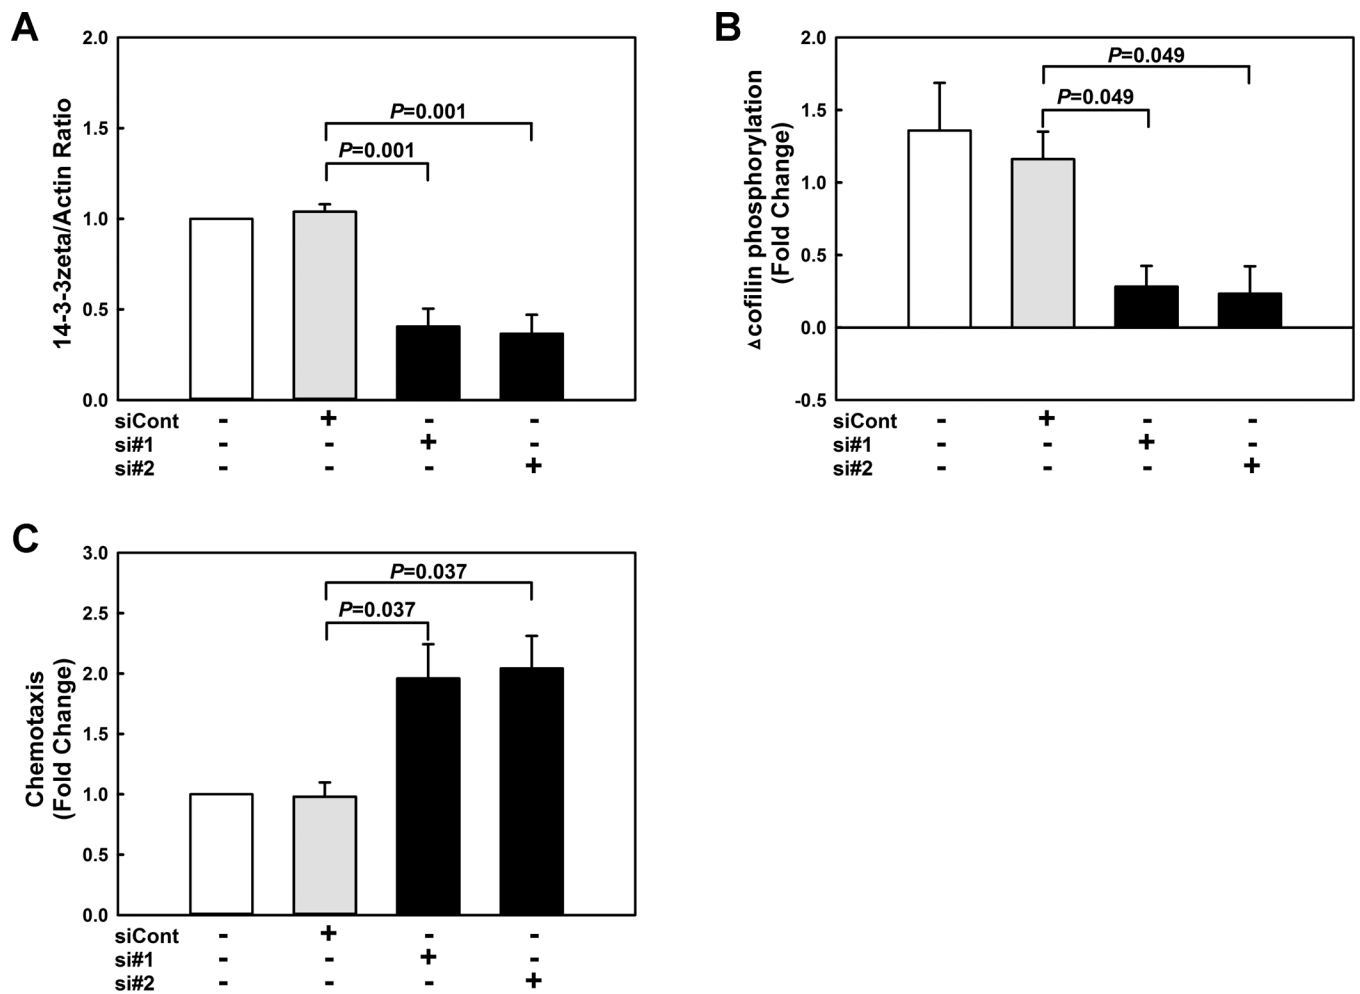 A
14-3-3zeta/Actin Ratio
2.0
1.5
1.0
0.5
0.0
P=0.001
P=0.001
siCont - + - -
si#1 - - + -
si#2 - - - +
B
Δcofilin phosphorylation
(Fold Change)
2.0
1.5
1.0
0.5
0.0
-0.5
P=0.049
P=0.049
siCont - + - -
si#1 - - + -
si#2 - - - +
C
Chemotaxis
(Fold Change)
3.0
2.5
2.0
1.5
1.0
0.5
0.0
P=0.037
P=0.037
siCont - + - -
si#1 - - + -
si#2 - - - +